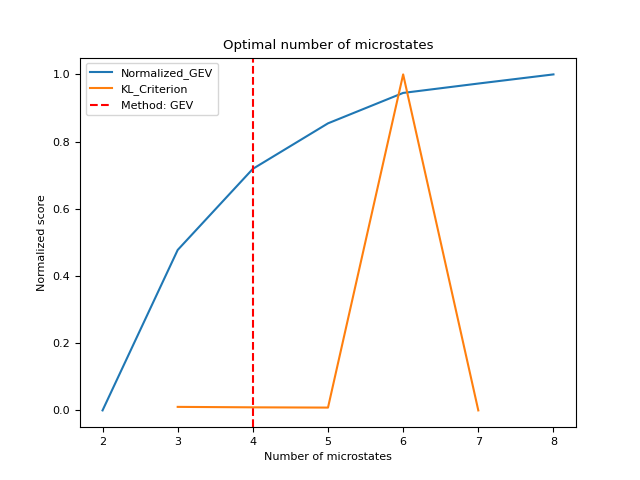 Optimal number of microstates
Normalized_GEV
KL_Criterion
Method: GEV
Normalized score
1.0
0.8
0.6
0.4
0.2
0.0
2 3 4 5 6 7 8
Number of microstates